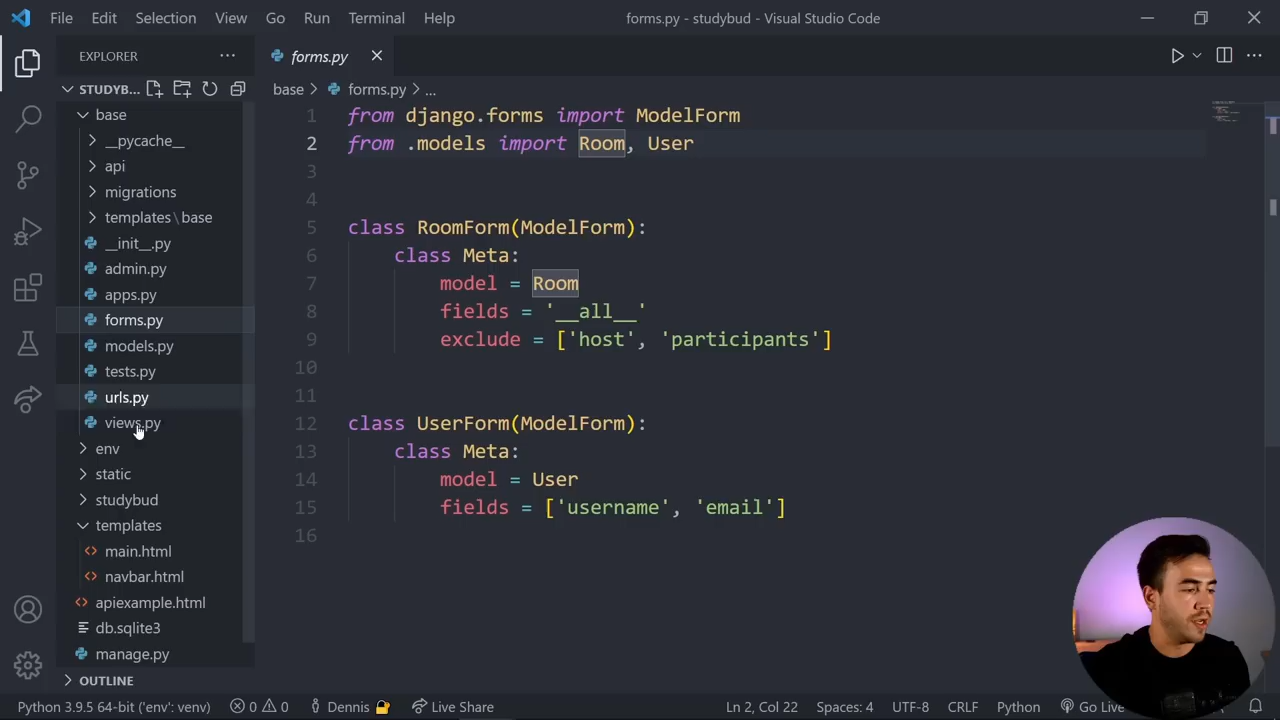 File Edit Selection View Go Run Terminal Help
forms.py - studybud - Visual Studio Code
EXPLORER
STUDYB...
base
__pycache__
api
migrations
templates\base
__init__.py
admin.py
apps.py
forms.py
models.py
tests.py
urls.py
views.py
env
static
studybud
templates
main.html
navbar.html
apiexample.html
db.sqlite3
manage.py
OUTLINE
forms.py
base > forms.py > ...
1 from django.forms import ModelForm
2 from .models import Room, User
3
4
5 class RoomForm(ModelForm):
6 class Meta:
7 model = Room
8 fields = '__all__'
9 exclude = ['host', 'participants']
10
11
12 class UserForm(ModelForm):
13 class Meta:
14 model = User
15 fields = ['username', 'email']
16
Python 3.9.5 64-bit ('env': venv) 0 0 Dennis Live Share Ln 2, Col 22 Spaces: 4 UTF-8 CRLF Python Go Live